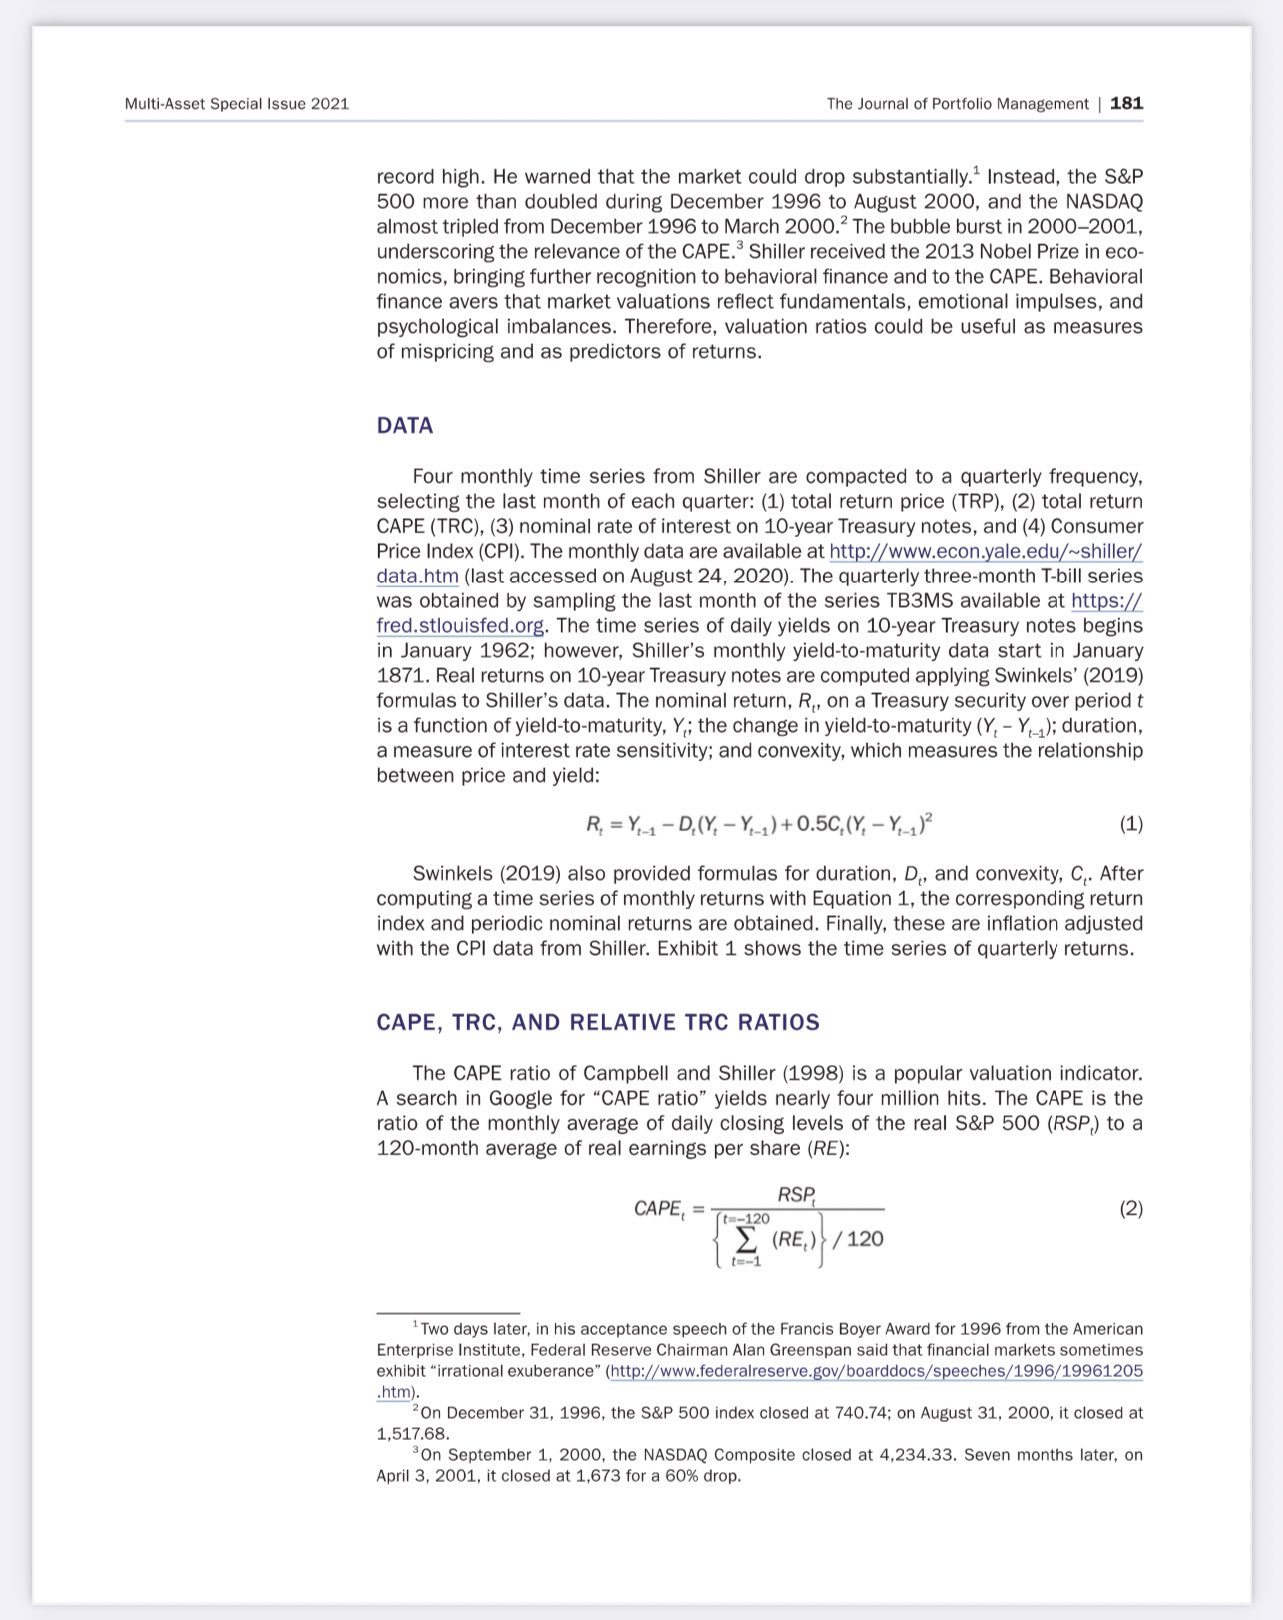 Multi-Asset Special Issue 2021
The Journal of Portfolio Management | 181
record high. He warned that the market could drop substantially.¹ Instead, the S&P
500 more than doubled during December 1996 to August 2000, and the NASDAQ
almost tripled from December 1996 to March 2000.² The bubble burst in 2000–2001,
underscoring the relevance of the CAPE.³ Shiller received the 2013 Nobel Prize in eco-
nomics, bringing further recognition to behavioral finance and to the CAPE. Behavioral
finance avers that market valuations reflect fundamentals, emotional impulses, and
psychological imbalances. Therefore, valuation ratios could be useful as measures
of mispricing and as predictors of returns.
DATA
Four monthly time series from Shiller are compacted to a quarterly frequency,
selecting the last month of each quarter: (1) total return price (TRP), (2) total return
CAPE (TRC), (3) nominal rate of interest on 10-year Treasury notes, and (4) Consumer
Price Index (CPI). The monthly data are available at http://www.econ.yale.edu/~shiller/
data.htm (last accessed on August 24, 2020). The quarterly three-month T-bill series
was obtained by sampling the last month of the series TB3MS available at https://
fred.stlouisfed.org. The time series of daily yields on 10-year Treasury notes begins
in January 1962; however, Shiller's monthly yield-to-maturity data start in January
1871. Real returns on 10-year Treasury notes are computed applying Swinkels' (2019)
formulas to Shiller's data. The nominal return, R_t, on a Treasury security over period t
is a function of yield-to-maturity, Y_t; the change in yield-to-maturity (Y_t – Y_t–1); duration,
a measure of interest rate sensitivity; and convexity, which measures the relationship
between price and yield:
R_t = Y_t–1 – D_t(Y_t – Y_t–1) + 0.5C_t(Y_t – Y_t–1)² (1)
Swinkels (2019) also provided formulas for duration, D_t, and convexity, C_t. After
computing a time series of monthly returns with Equation 1, the corresponding return
index and periodic nominal returns are obtained. Finally, these are inflation adjusted
with the CPI data from Shiller. Exhibit 1 shows the time series of quarterly returns.
CAPE, TRC, AND RELATIVE TRC RATIOS
The CAPE ratio of Campbell and Shiller (1998) is a popular valuation indicator.
A search in Google for “CAPE ratio” yields nearly four million hits. The CAPE is the
ratio of the monthly average of daily closing levels of the real S&P 500 (RSP_t) to a
120-month average of real earnings per share (RE):
RSP_t
CAPE_t = (2)
t=–120
{ ∑ (RE_t) } / 120
t=–1
¹ Two days later, in his acceptance speech of the Francis Boyer Award for 1996 from the American
Enterprise Institute, Federal Reserve Chairman Alan Greenspan said that financial markets sometimes
exhibit “irrational exuberance” (http://www.federalreserve.gov/boarddocs/speeches/1996/19961205
.htm).
² On December 31, 1996, the S&P 500 index closed at 740.74; on August 31, 2000, it closed at
1,517.68.
³ On September 1, 2000, the NASDAQ Composite closed at 4,234.33. Seven months later, on
April 3, 2001, it closed at 1,673 for a 60% drop.